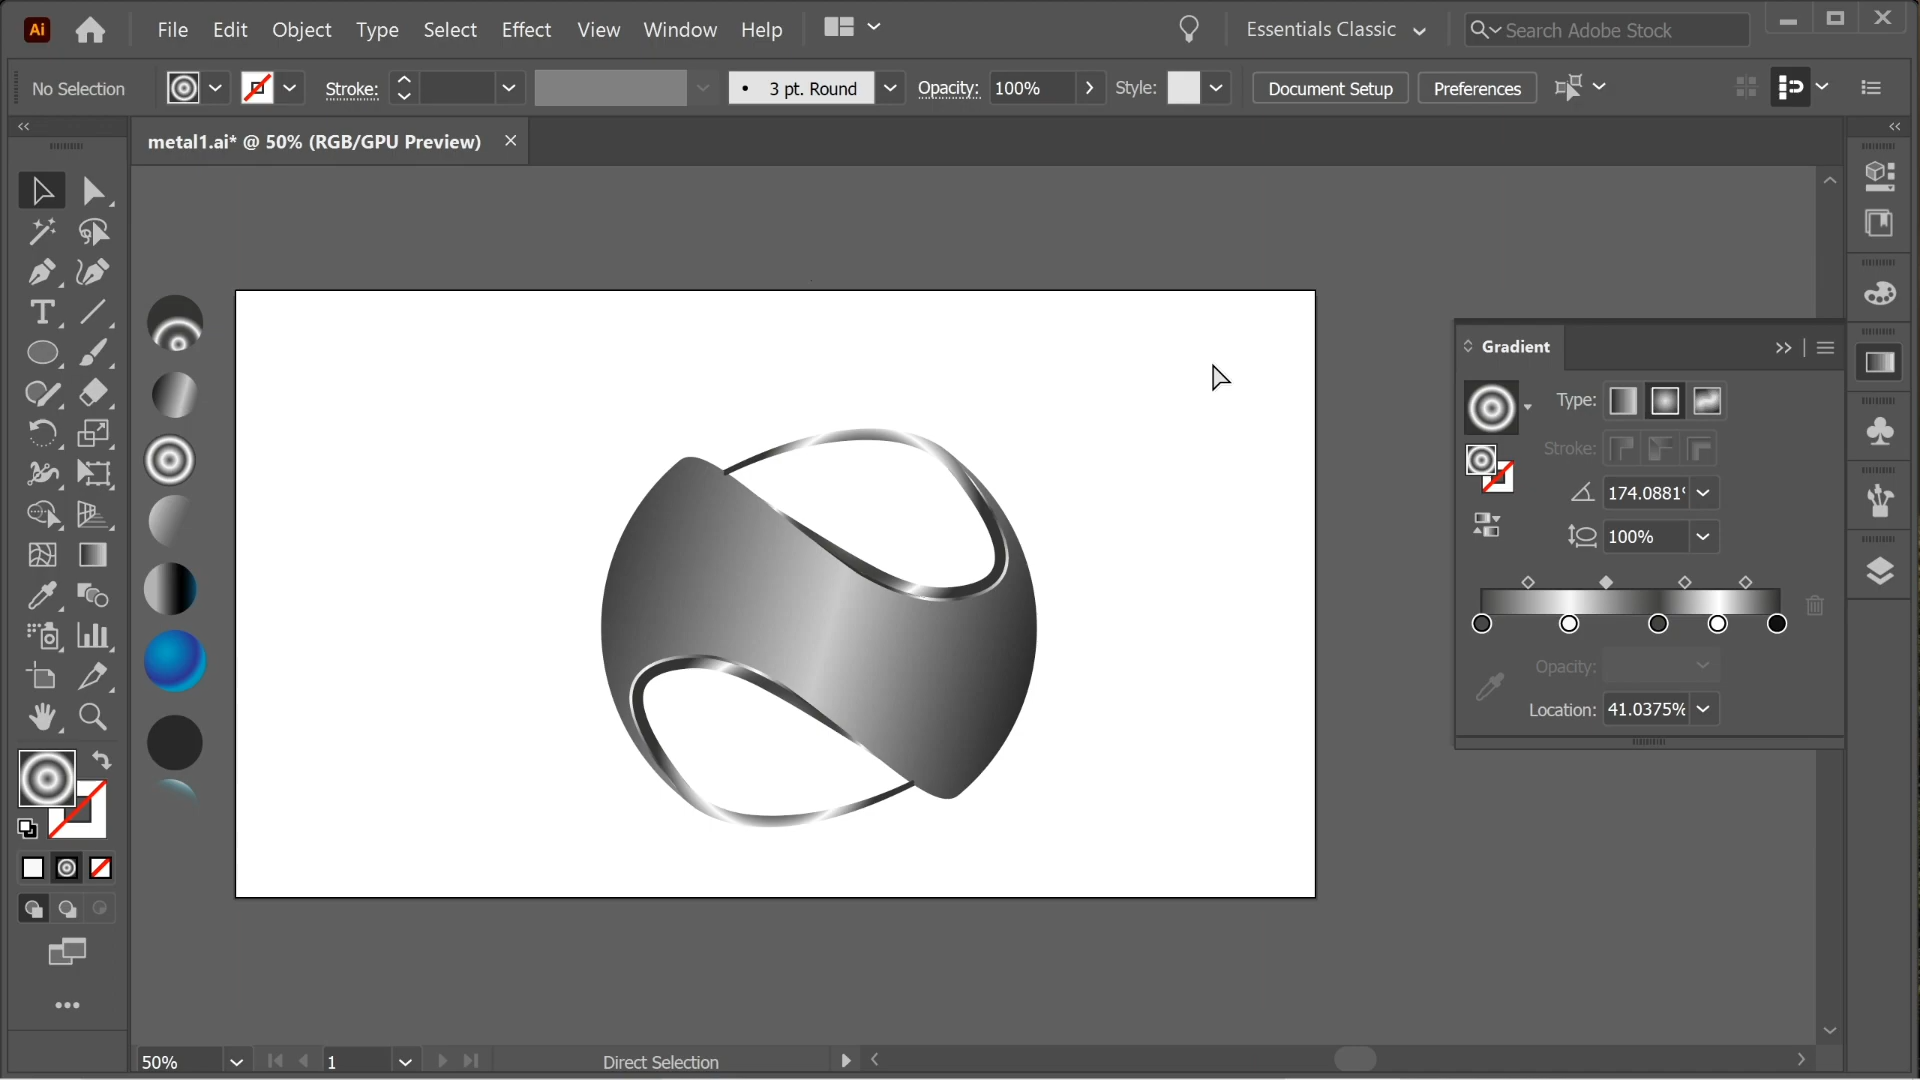 Ai File Edit Object Type Select Effect View Window Help Essentials Classic Search Adobe Stock
No Selection Stroke: 3 pt. Round Opacity: 100% Style: Document Setup Preferences
metal1.ai* @ 50% (RGB/GPU Preview)
Gradient
Type:
Stroke:
174.0881°
100%
Opacity:
Location: 41.0375%
50% 1 Direct Selection